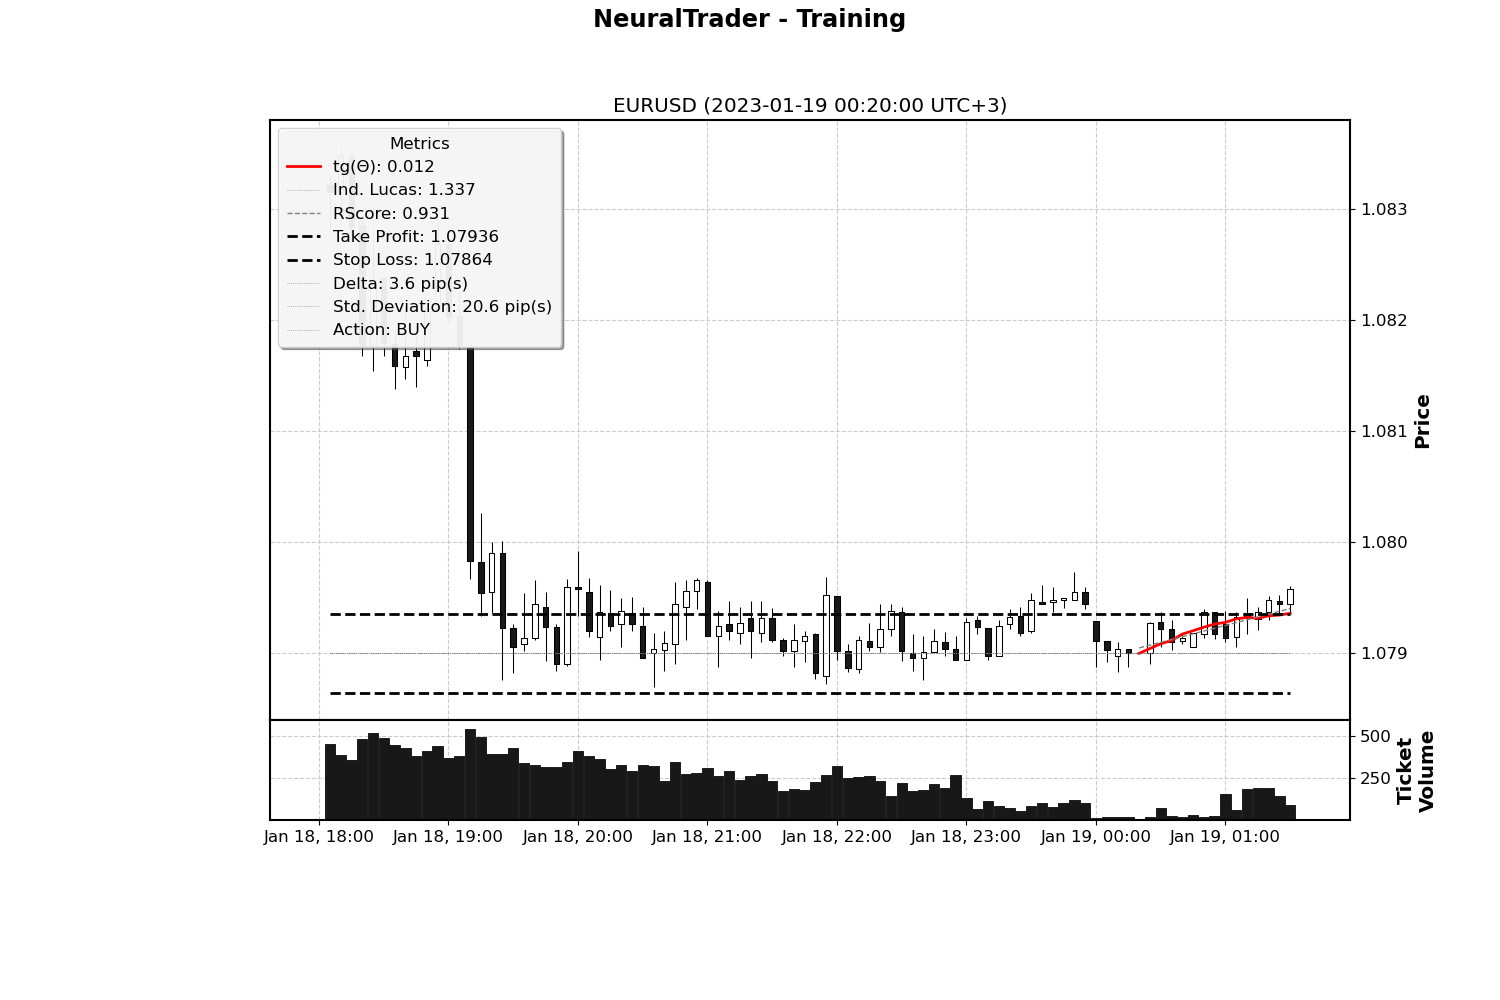 NeuralTrader - Training
EURUSD (2023-01-19 00:20:00 UTC+3)
Metrics
tg(Θ): 0.012
Ind. Lucas: 1.337
RScore: 0.931
Take Profit: 1.07936
Stop Loss: 1.07864
Delta: 3.6 pip(s)
Std. Deviation: 20.6 pip(s)
Action: BUY
1.083
1.082
1.081
1.080
1.079
Price
500
250
Ticket
Volume
Jan 18, 18:00
Jan 18, 19:00
Jan 18, 20:00
Jan 18, 21:00
Jan 18, 22:00
Jan 18, 23:00
Jan 19, 00:00
Jan 19, 01:00